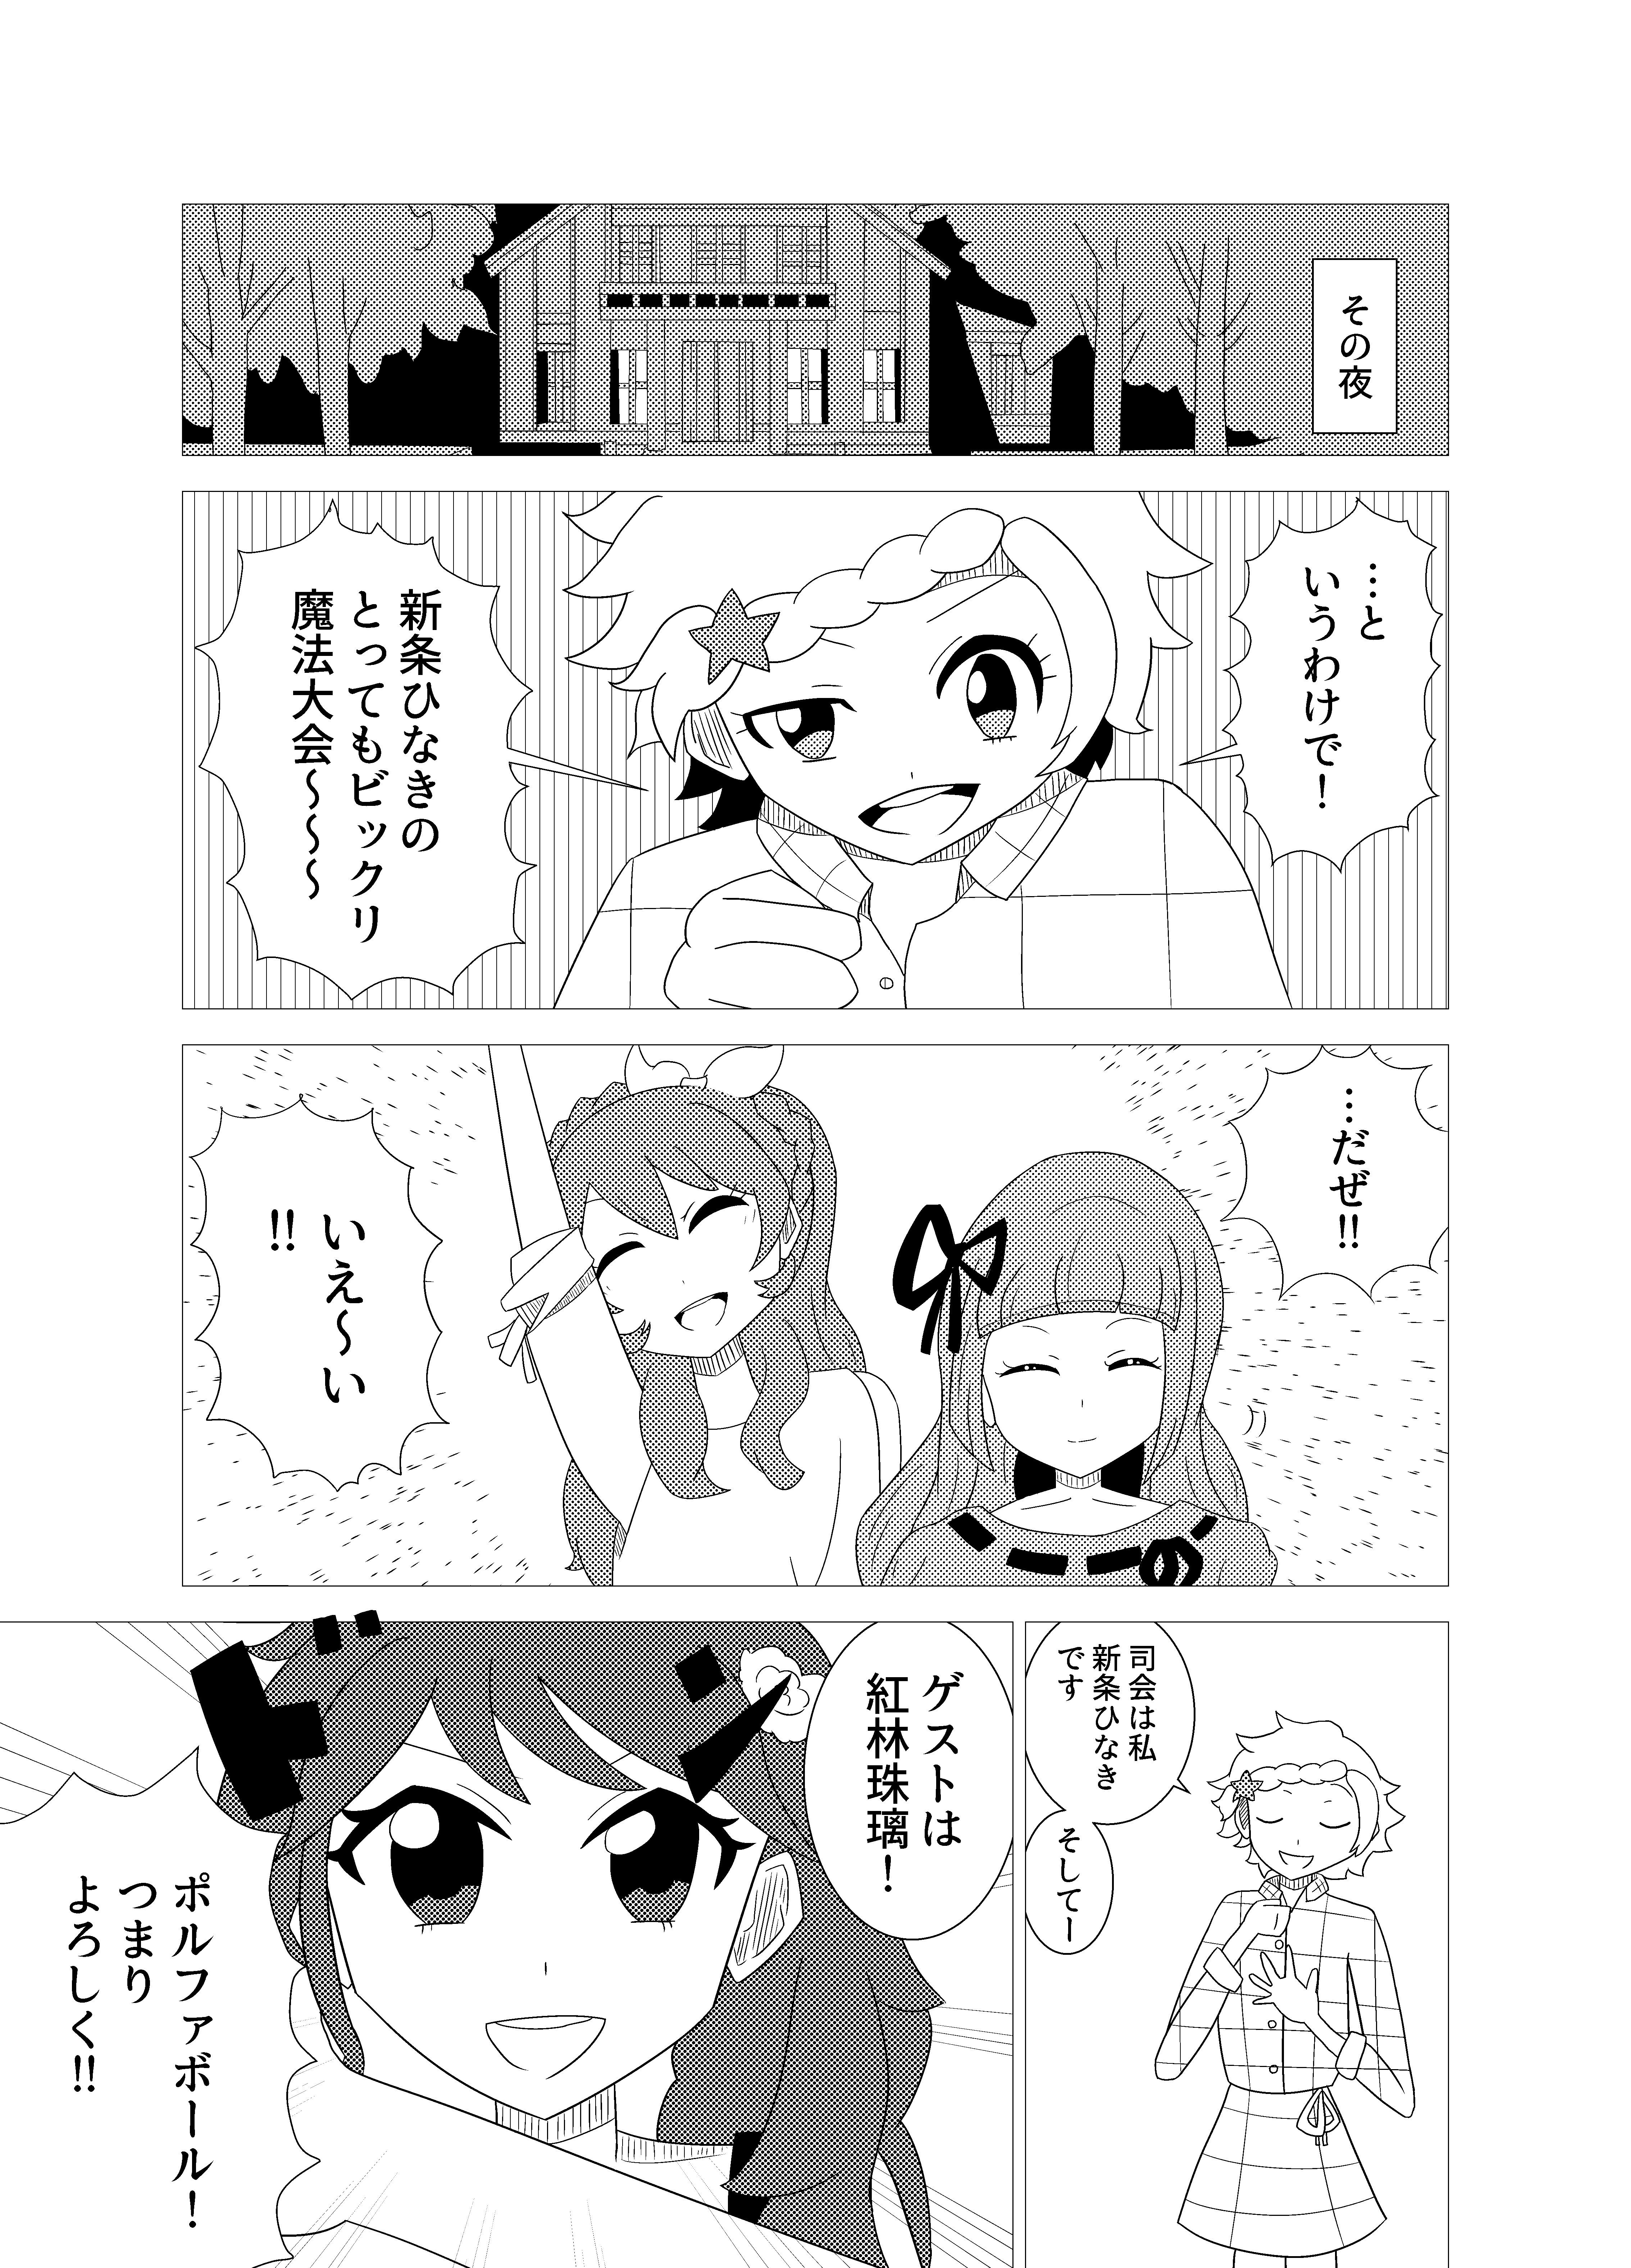 その夜
…と
いうわけで！
新条ひなきの
とってもビックリ
魔法大会〜〜〜
…だぜ!!
いえ〜い
!!
司会は私
新条ひなき
です
そしてー
ゲストは
紅林珠璃！
ドン
ポルファボール！
つまり
よろしく!!